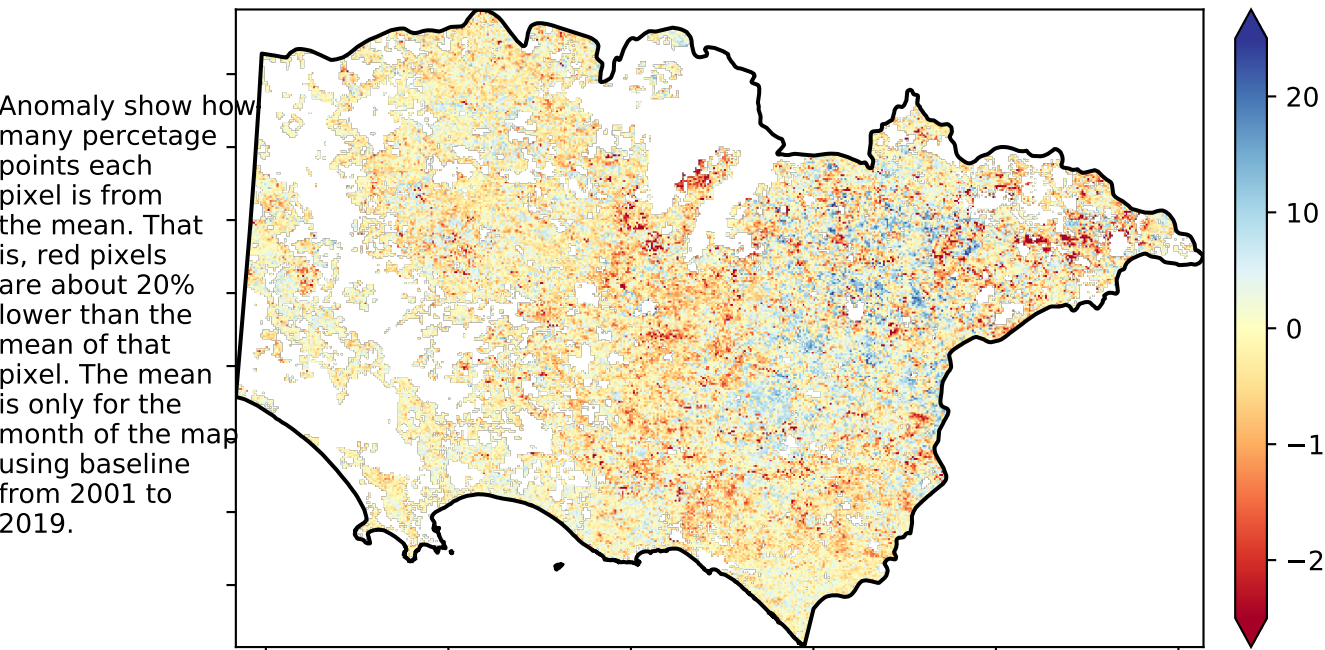 Anomaly show how
many percetage
points each
pixel is from
the mean. That
is, red pixels
are about 20%
lower than the
mean of that
pixel. The mean
is only for the
month of the map
using baseline
from 2001 to
2019.
20
10
0
−1
−2